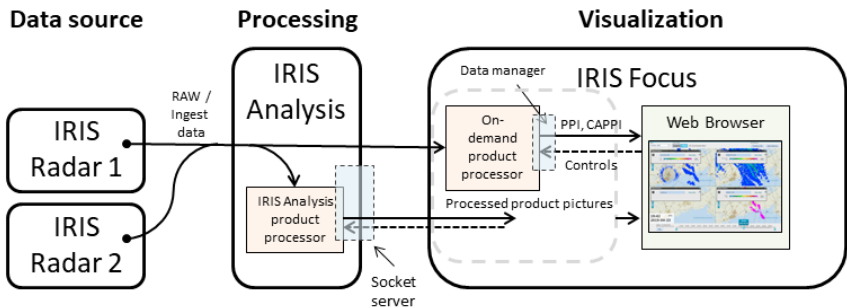 Data source
Processing
Visualization
IRIS
Radar 1
IRIS
Radar 2
RAW /
Ingest
data
IRIS
Analysis
IRIS Analysis
product
processor
Socket
server
Data manager
IRIS Focus
On-
demand
product
processor
PPI, CAPPI
Controls
Processed product pictures
Web Browser